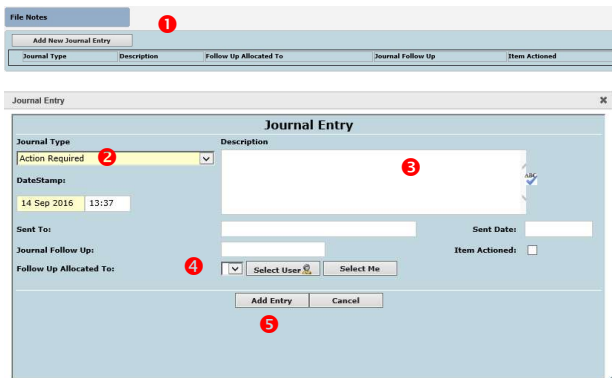 File Notes
1
Add New Journal Entry
Journal Type Description Follow Up Allocated To Journal Follow Up Item Actioned
Journal Entry
Journal Entry
Journal Type Description
Action Required 2
3
ABC
DateStamp:
14 Sep 2016 13:37
Sent To: Sent Date:
Journal Follow Up: Item Actioned:
Follow Up Allocated To: 4 Select User Select Me
Add Entry Cancel
5